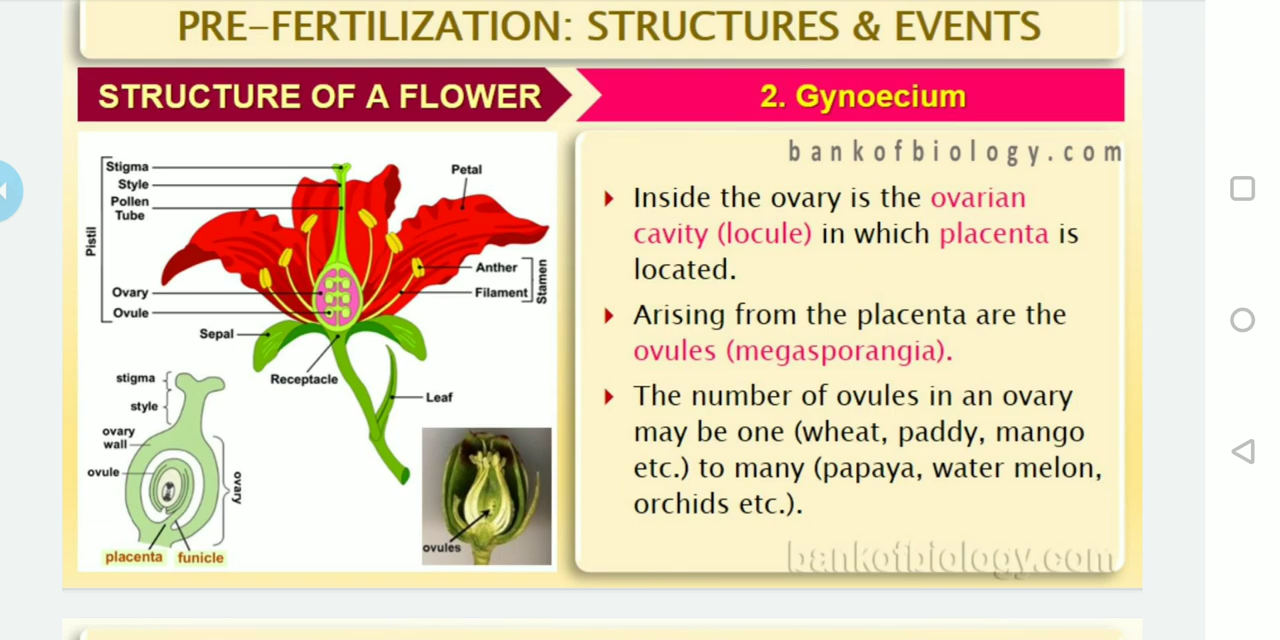 PRE-FERTILIZATION: STRUCTURES & EVENTS
STRUCTURE OF A FLOWER
2. Gynoecium
Stigma
Style
Pollen
Tube
Pistil
Ovary
Ovule
Sepal
Receptacle
Petal
Anther
Filament
Stamen
Leaf
stigma
style
ovary
wall
ovule
ovary
placenta
funicle
ovules
bankofbiology.com
Inside the ovary is the ovarian
cavity (locule) in which placenta is
located.
Arising from the placenta are the
ovules (megasporangia).
The number of ovules in an ovary
may be one (wheat, paddy, mango
etc.) to many (papaya, water melon,
orchids etc.).
bankofbiology.com